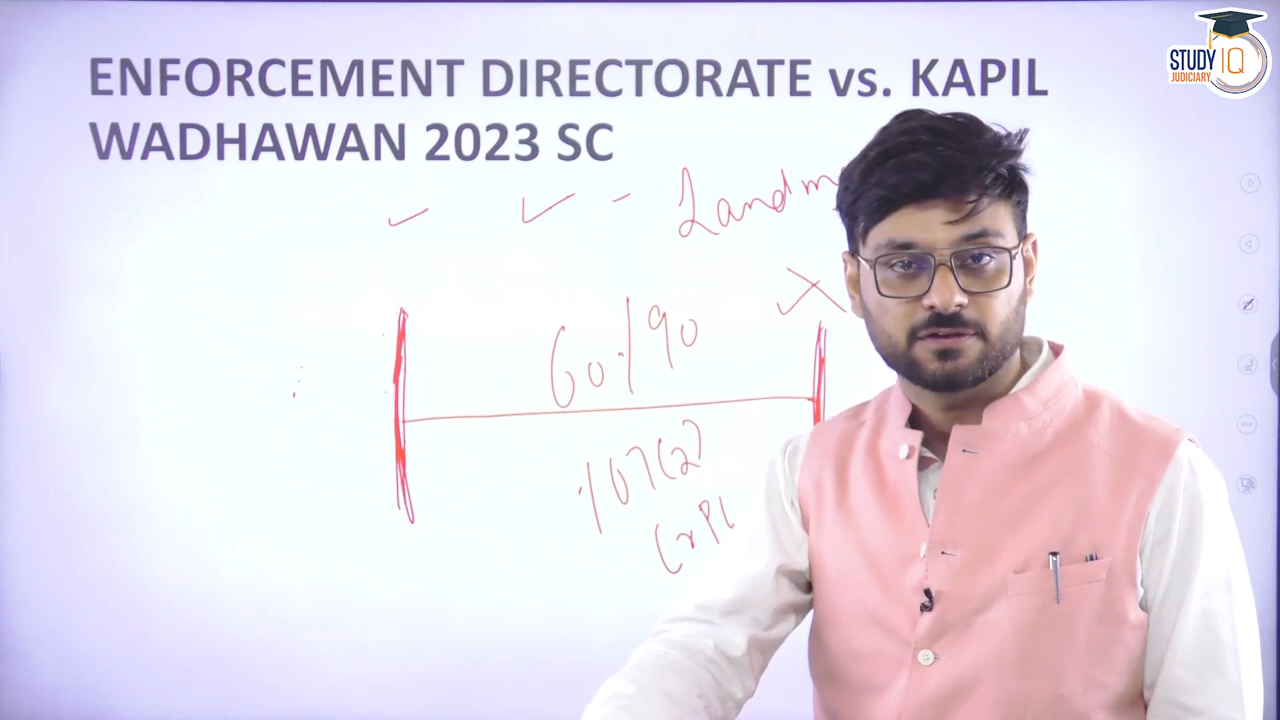 ENFORCEMENT DIRECTORATE vs. KAPIL
WADHAWAN 2023 SC
STUDY IQ
JUDICIARY
Landm
60/90
167(2)
CrPC